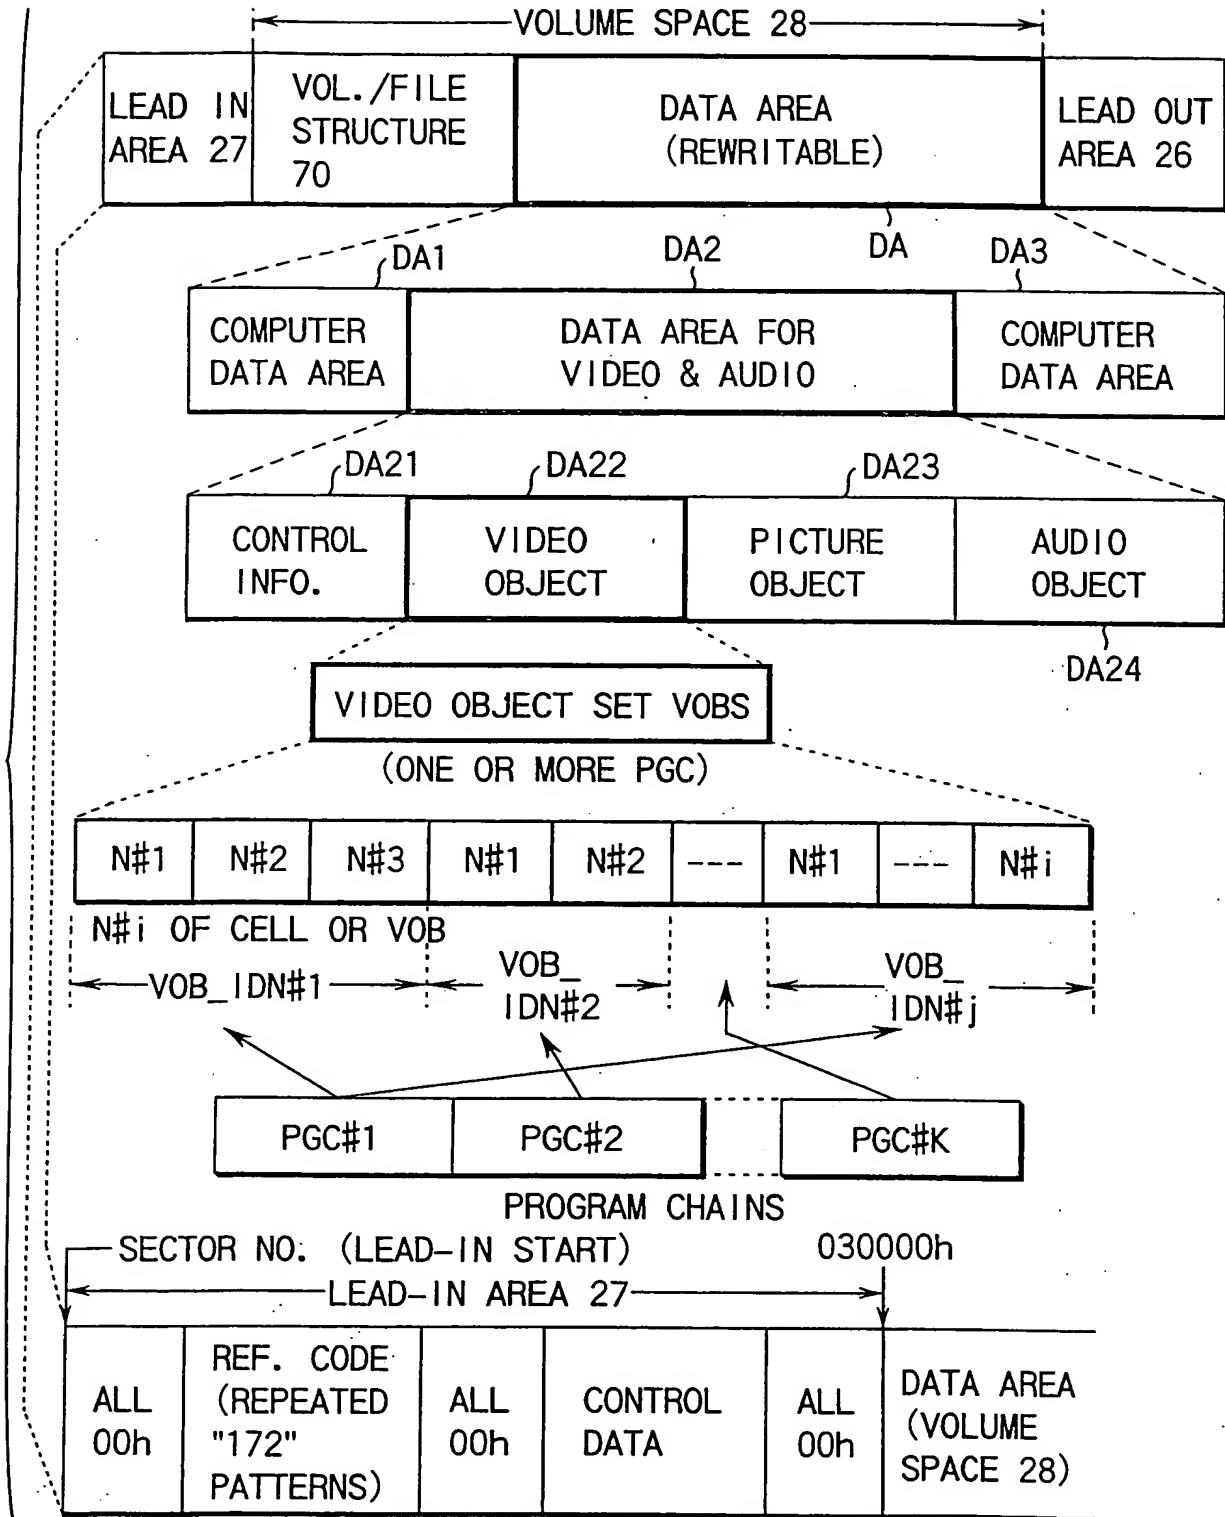 VOLUME SPACE 28
LEAD IN
AREA 27
VOL./FILE
STRUCTURE
70
DATA AREA
(REWRITABLE)
LEAD OUT
AREA 26
DA
DA1
DA2
DA3
COMPUTER
DATA AREA
DATA AREA FOR
VIDEO & AUDIO
COMPUTER
DATA AREA
DA21
DA22
DA23
CONTROL
INFO.
VIDEO
OBJECT
PICTURE
OBJECT
AUDIO
OBJECT
DA24
VIDEO OBJECT SET VOBS
(ONE OR MORE PGC)
N#1 N#2 N#3 N#1 N#2 --- N#1 --- N#i
N#i OF CELL OR VOB
VOB_IDN#1
VOB_
IDN#2
VOB_
IDN#j
PGC#1 PGC#2 PGC#K
PROGRAM CHAINS
SECTOR NO. (LEAD-IN START)
030000h
LEAD-IN AREA 27
ALL
00h
REF. CODE
(REPEATED
"172"
PATTERNS)
ALL
00h
CONTROL
DATA
ALL
00h
DATA AREA
(VOLUME
SPACE 28)